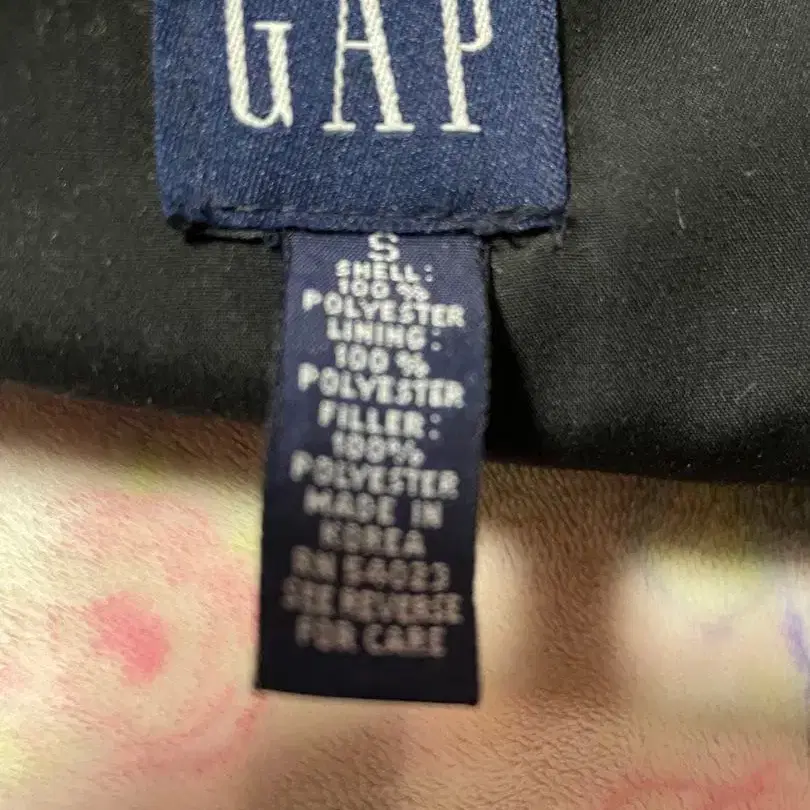 GAP
S
SHELL:
100%
POLYESTER
LINING:
100%
POLYESTER
FILLER:
100%
POLYESTER
MADE IN
KOREA
RN 54023
SEE REVERSE
FOR CARE